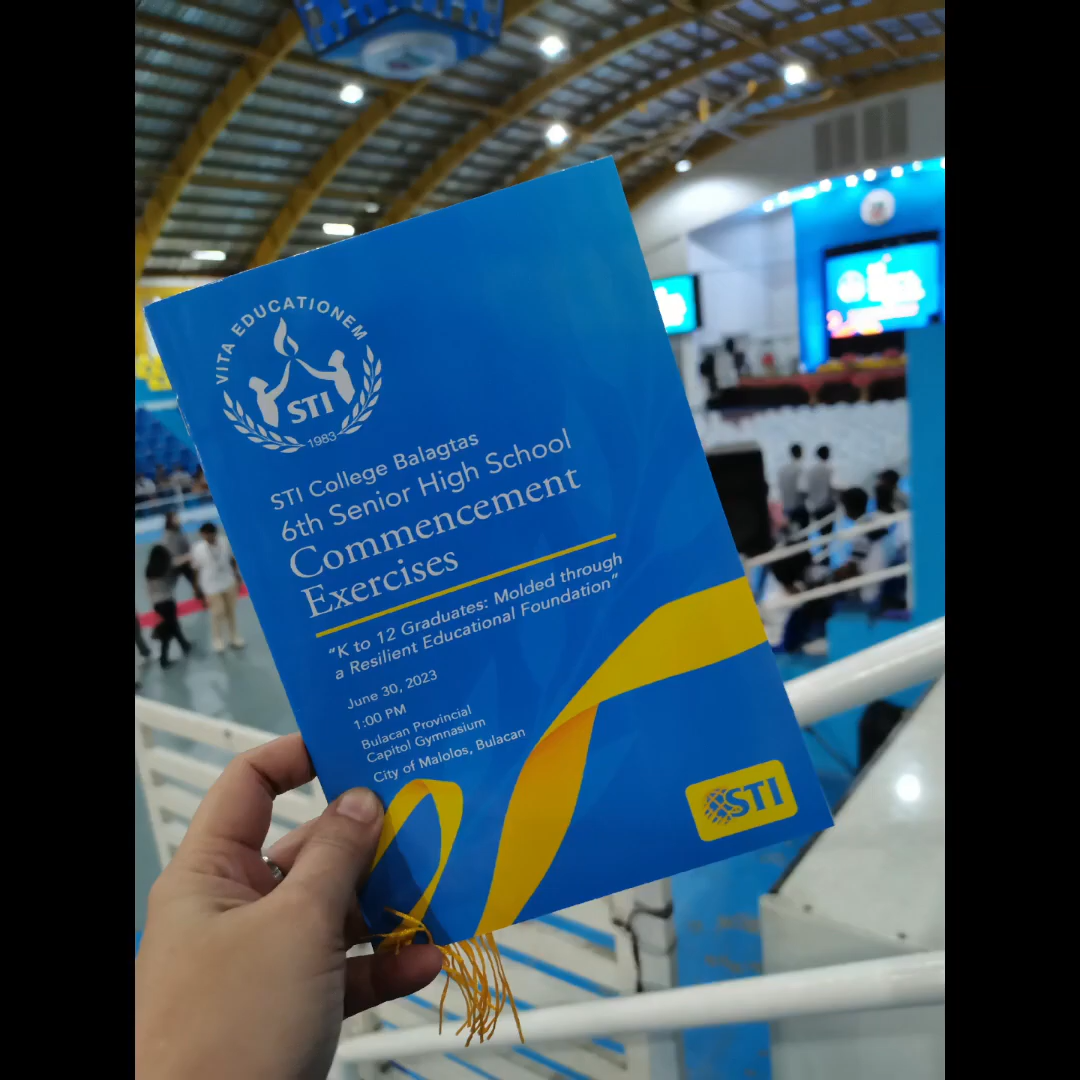 VITA EDUCATIONEM
STI
1983
STI College Balagtas
6th Senior High School
Commencement
Exercises
"K to 12 Graduates: Molded through
a Resilient Educational Foundation"
June 30, 2023
1:00 PM
Bulacan Provincial
Capitol Gymnasium
City of Malolos, Bulacan
STI